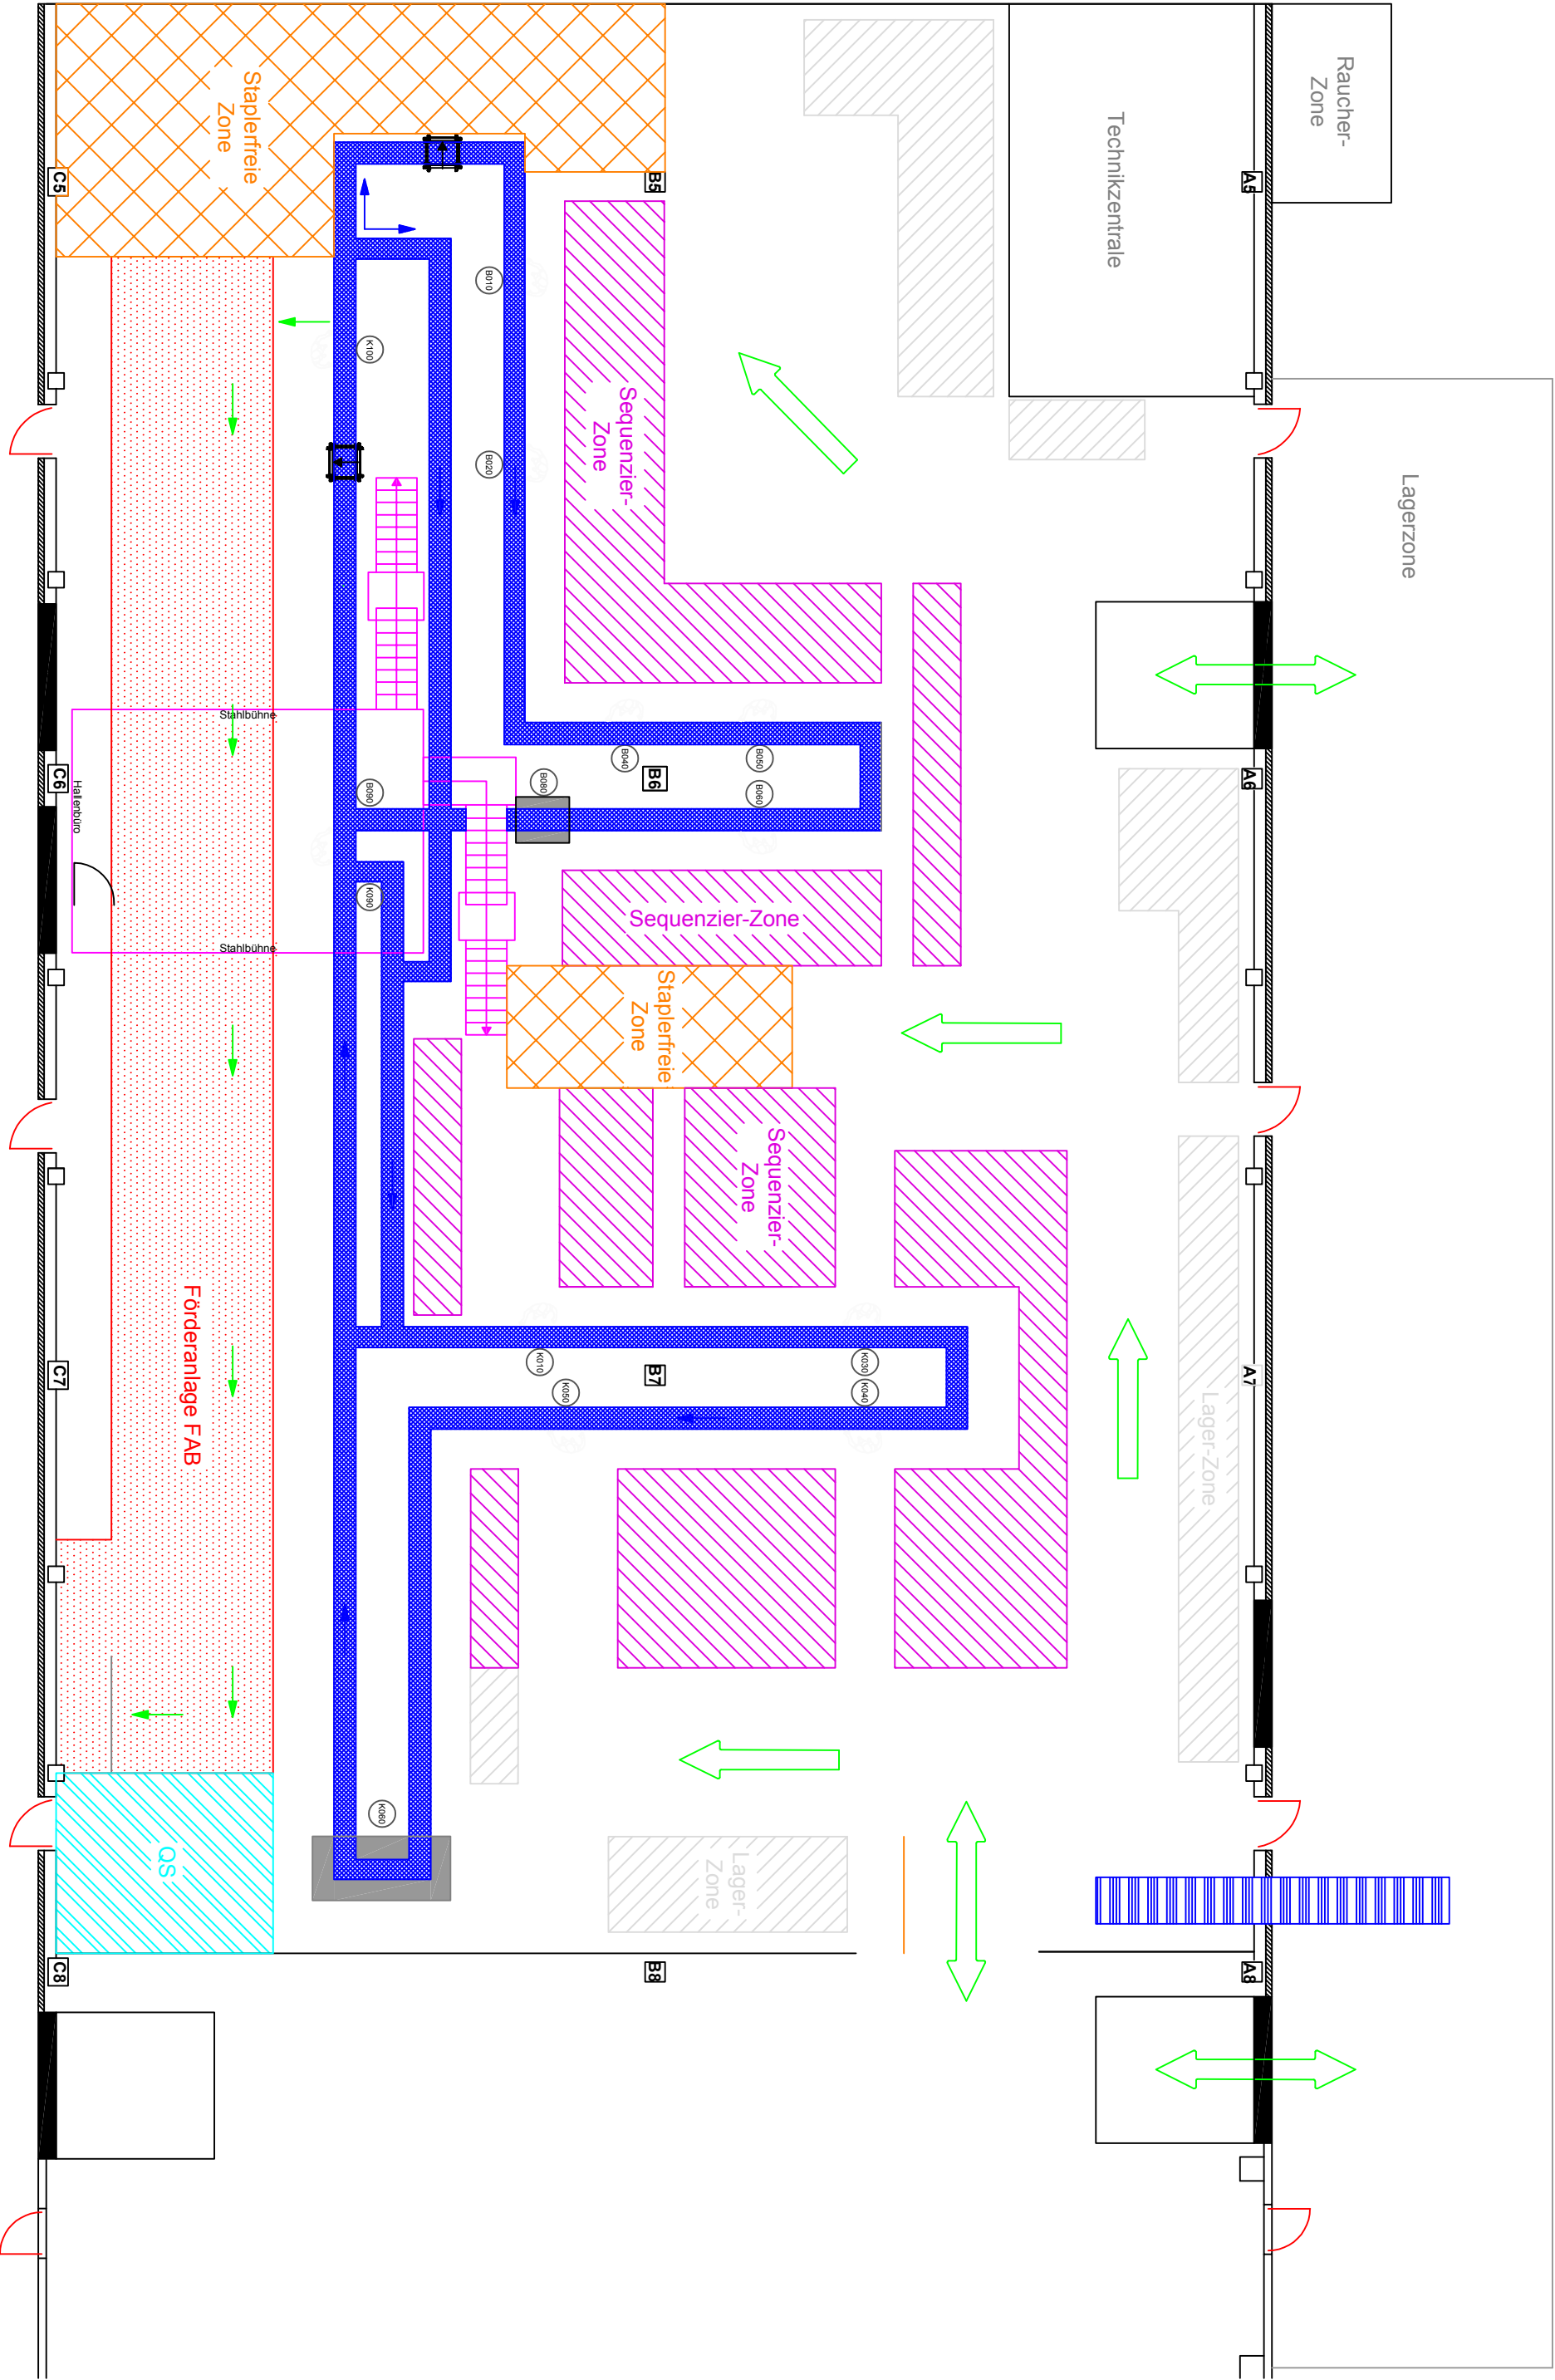 Raucher-
Zone
Technikzentrale
Lagerzone
Staplerfreie
Zone
C5
B5
A5
B010
K100
B020
Sequenzier-
Zone
Stahlbühne
C6
Hallenbüro
B090
B080
B040
B6
B050
B060
A6
K090
Sequenzier-Zone
Stahlbühne
Staplerfreie
Zone
Sequenzier-
Zone
Förderanlage FAB
C7
K010
K050
B7
K030
K040
A7
Lager-Zone
K060
QS
Lager-
Zone
C8
B8
A8